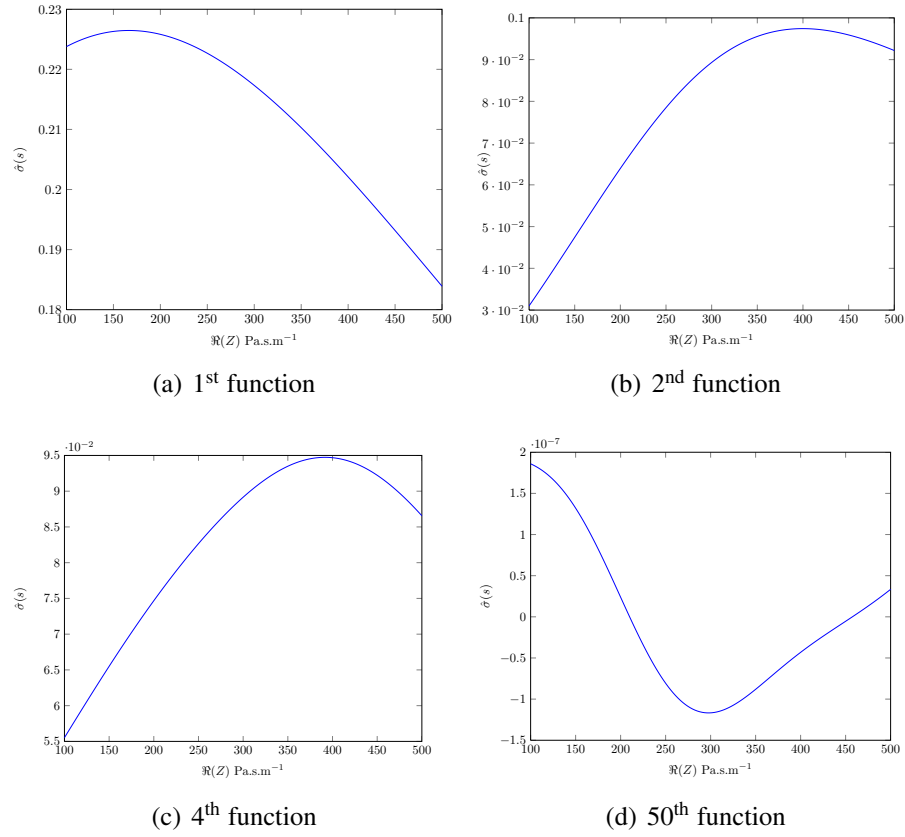 0.23
0.22
0.21
0.2
0.19
0.18
σ̂(s)
100 150 200 250 300 350 400 450 500
ℜ(Z) Pa.s.m⁻¹
(a) 1st function
0.1
9 · 10⁻²
8 · 10⁻²
7 · 10⁻²
6 · 10⁻²
5 · 10⁻²
4 · 10⁻²
3 · 10⁻²
σ̂(s)
100 150 200 250 300 350 400 450 500
ℜ(Z) Pa.s.m⁻¹
(b) 2nd function
·10⁻²
9.5
9
8.5
8
7.5
7
6.5
6
5.5
σ̂(s)
100 150 200 250 300 350 400 450 500
ℜ(Z) Pa.s.m⁻¹
(c) 4th function
·10⁻⁷
2
1.5
1
0.5
0
−0.5
−1
−1.5
σ̂(s)
100 150 200 250 300 350 400 450 500
ℜ(Z) Pa.s.m⁻¹
(d) 50th function